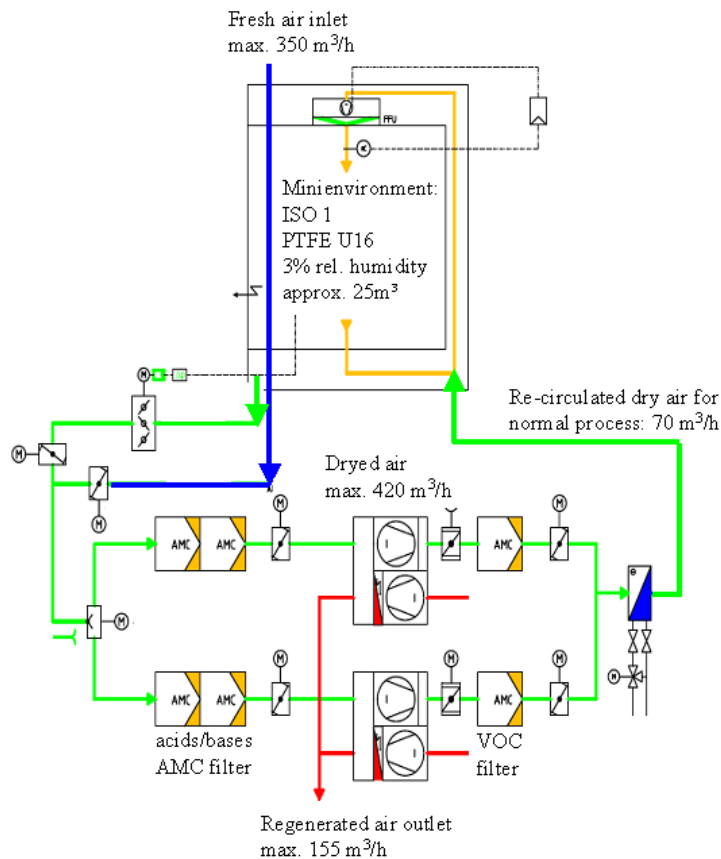 Fresh air inlet
max. 350 m³/h
FFU
Minienvironment:
ISO 1
PTFE U16
3% rel. humidity
approx. 25m³
M
M
M
Re-circulated dry air for
normal process: 70 m³/h
Dryed air
max. 420 m³/h
M
M
M
AMC
AMC
AMC
M
M
M
M
M
AMC
AMC
AMC
acids/bases
AMC filter
VOC
filter
Regenerated air outlet
max. 155 m³/h